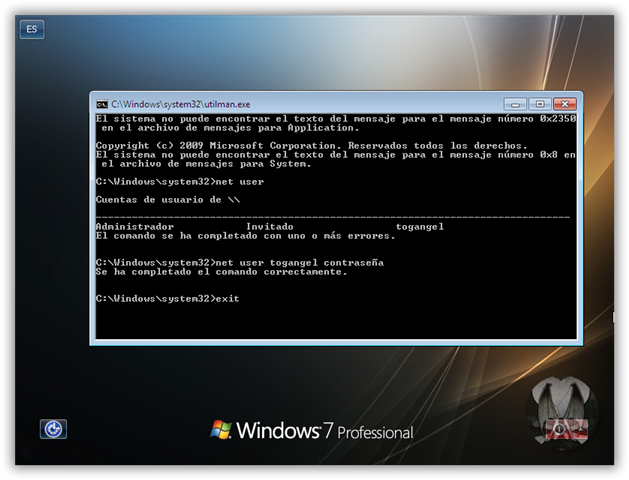 ES
C:\Windows\system32\utilman.exe
El sistema no puede encontrar el texto del mensaje para el mensaje número 0x2350
en el archivo de mensajes para Application.
Copyright (c) 2009 Microsoft Corporation. Reservados todos los derechos.
El sistema no puede encontrar el texto del mensaje para el mensaje número 0x8 en
el archivo de mensajes para System.
C:\Windows\system32>net user
Cuentas de usuario de \\
-------------------------------------------------------------------------------
Administrador Invitado togangel
El comando se ha completado con uno o más errores.
C:\Windows\system32>net user togangel contraseña
Se ha completado el comando correctamente.
C:\Windows\system32>exit
Windows 7 Professional